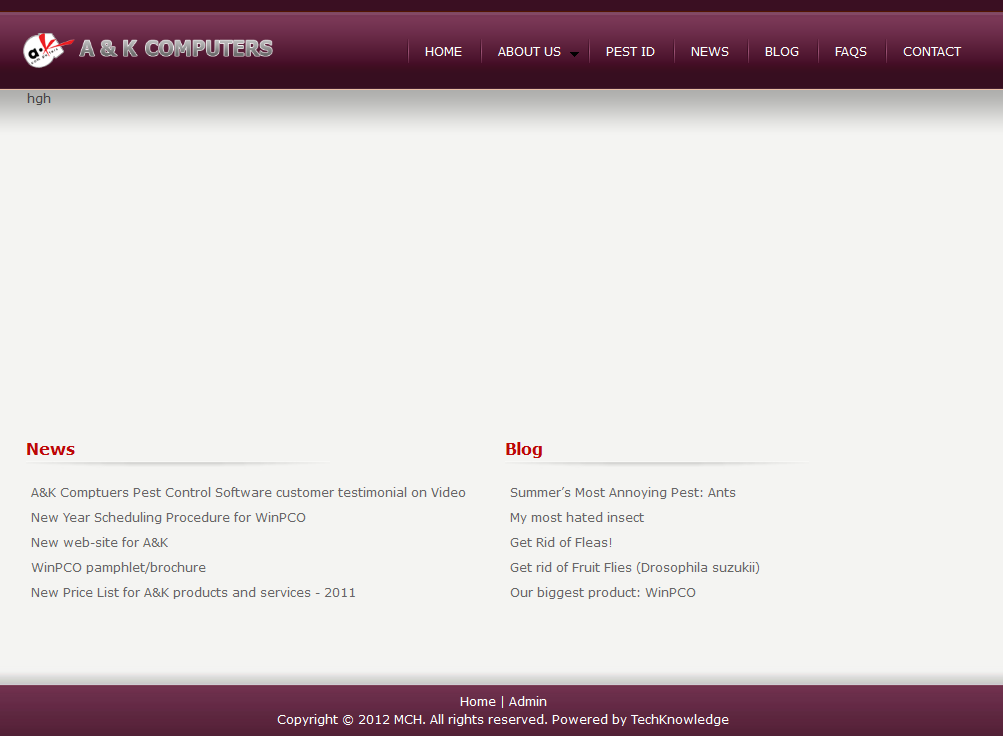 A & K COMPUTERS
HOME ABOUT US PEST ID NEWS BLOG FAQS CONTACT
hgh
News
A&K Comptuers Pest Control Software customer testimonial on Video
New Year Scheduling Procedure for WinPCO
New web-site for A&K
WinPCO pamphlet/brochure
New Price List for A&K products and services - 2011
Blog
Summer's Most Annoying Pest: Ants
My most hated insect
Get Rid of Fleas!
Get rid of Fruit Flies (Drosophila suzukii)
Our biggest product: WinPCO
Home | Admin
Copyright © 2012 MCH. All rights reserved. Powered by TechKnowledge